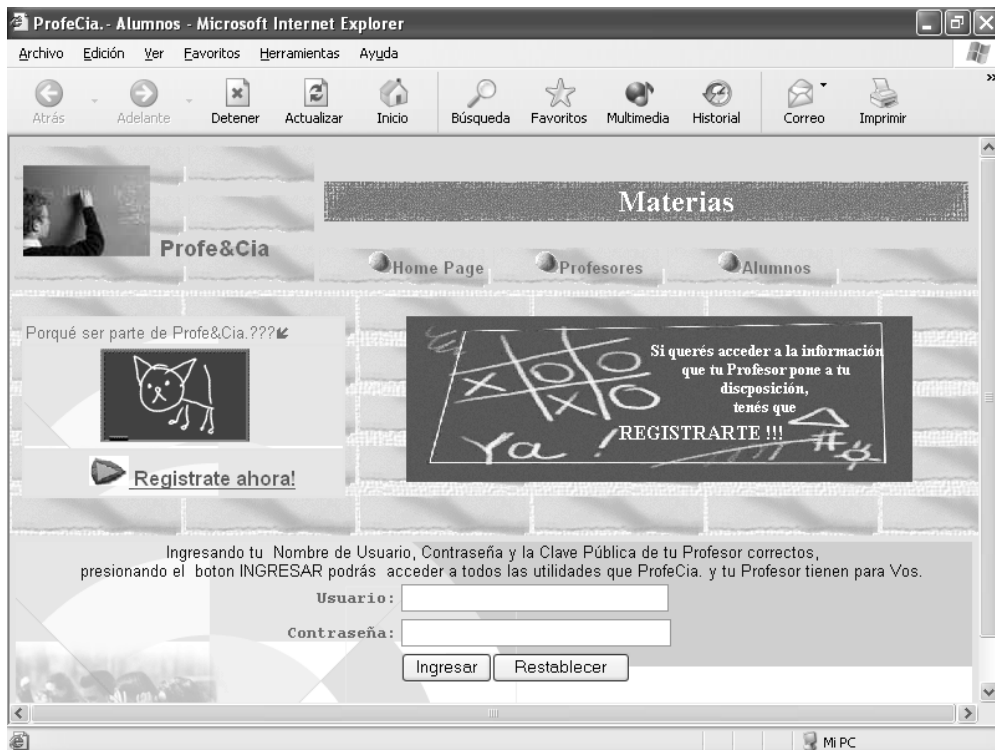 ProfeCia.- Alumnos - Microsoft Internet Explorer
Archivo Edición Ver Favoritos Herramientas Ayuda
Atrás Adelante Detener Actualizar Inicio Búsqueda Favoritos Multimedia Historial Correo Imprimir
Materias
Profe&Cia
Home Page Profesores Alumnos
Porqué ser parte de Profe&Cia.???
Si querés acceder a la información
que tu Profesor pone a tu
discposición,
tenés que
REGISTRARTE !!!
Ya !
Registrate ahora!
Ingresando tu Nombre de Usuario, Contraseña y la Clave Pública de tu Profesor correctos,
presionando el boton INGRESAR podrás acceder a todos las utilidades que ProfeCia. y tu Profesor tienen para Vos.
Usuario:
Contraseña:
Ingresar Restablecer
Mi PC